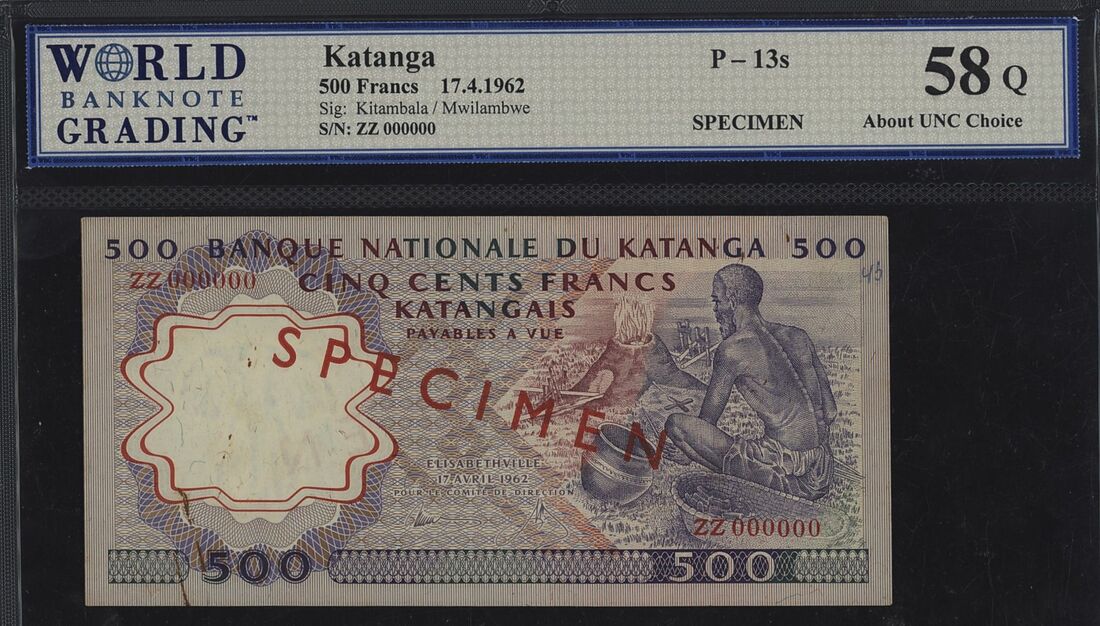 WORLD
BANKNOTE
GRADING™
Katanga
500 Francs 17.4.1962
Sig: Kitambala / Mwilambwe
S/N: ZZ 000000
P – 13s
SPECIMEN
58 Q
About UNC Choice
500 BANQUE NATIONALE DU KATANGA 500
ZZ 000000
CINQ CENTS FRANCS
KATANGAIS
PAYABLES A VUE
SPECIMEN
ELISABETHVILLE
17 AVRIL 1962
POUR LE COMITÉ DE DIRECTION
ZZ 000000
500
500